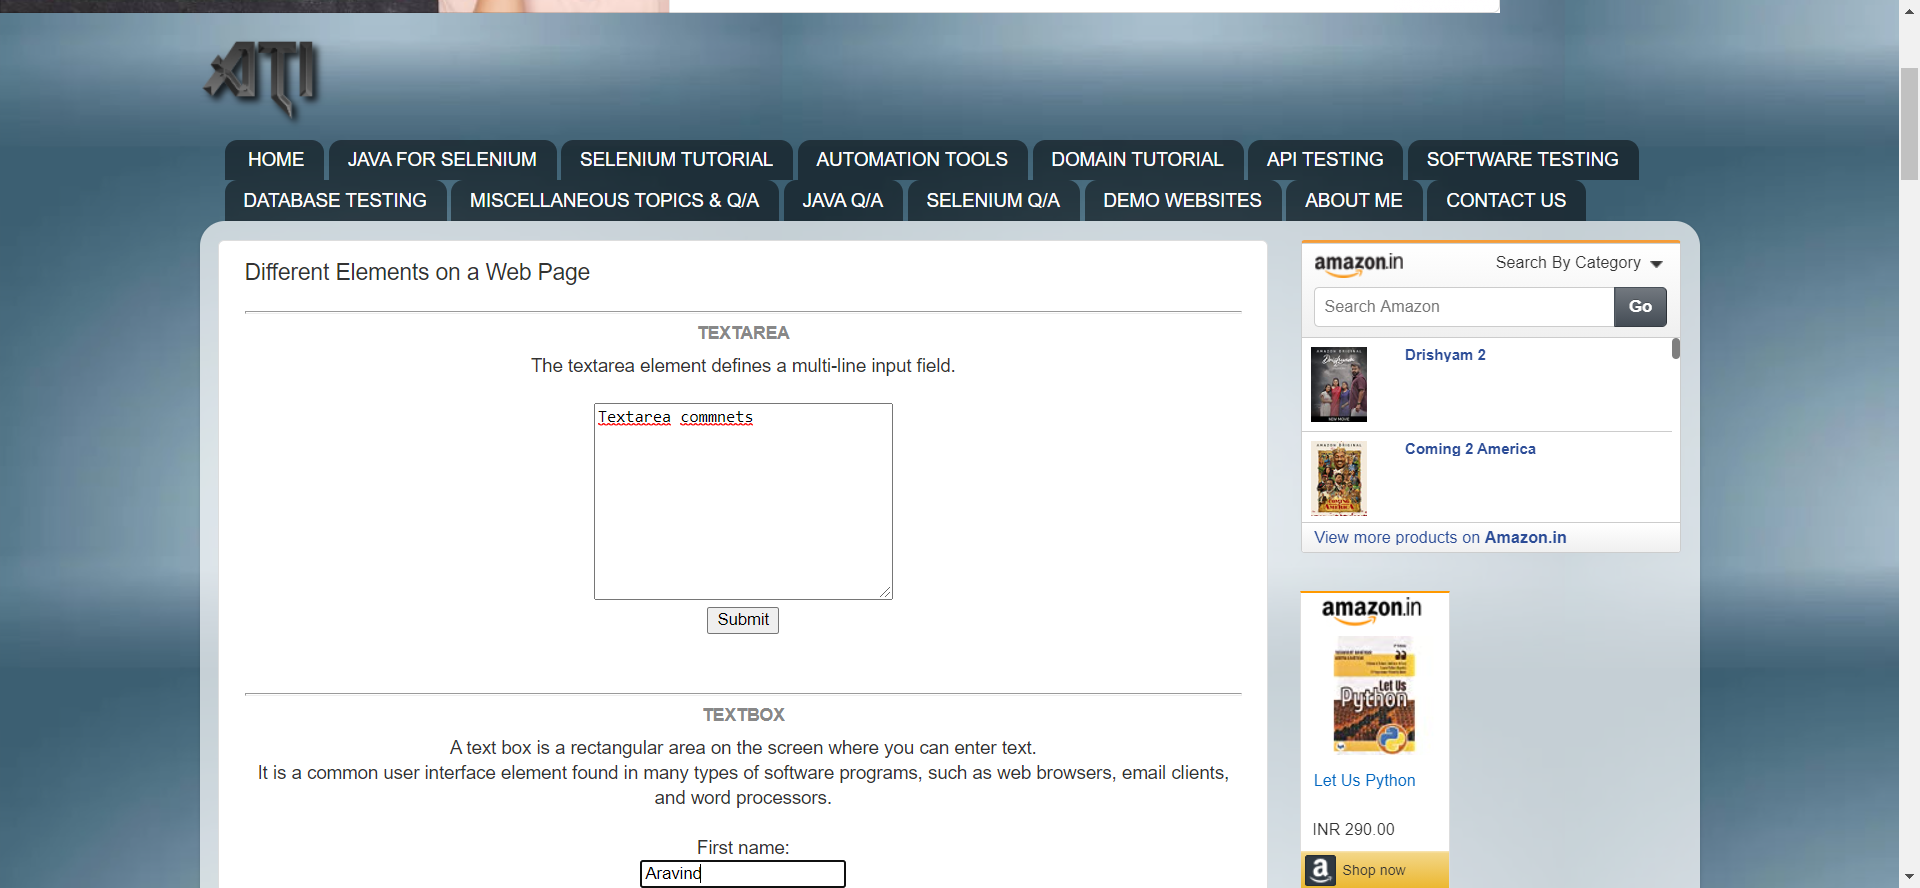 ATI
HOME JAVA FOR SELENIUM SELENIUM TUTORIAL AUTOMATION TOOLS DOMAIN TUTORIAL API TESTING SOFTWARE TESTING
DATABASE TESTING MISCELLANEOUS TOPICS & Q/A JAVA Q/A SELENIUM Q/A DEMO WEBSITES ABOUT ME CONTACT US
Different Elements on a Web Page
TEXTAREA
The textarea element defines a multi-line input field.
Textarea commnets
Submit
TEXTBOX
A text box is a rectangular area on the screen where you can enter text.
It is a common user interface element found in many types of software programs, such as web browsers, email clients,
and word processors.
First name:
Aravind
amazon.in Search By Category
Search Amazon Go
Drishyam 2
Coming 2 America
View more products on Amazon.in
amazon.in
Let Us
Python
Let Us Python
INR 290.00
a Shop now